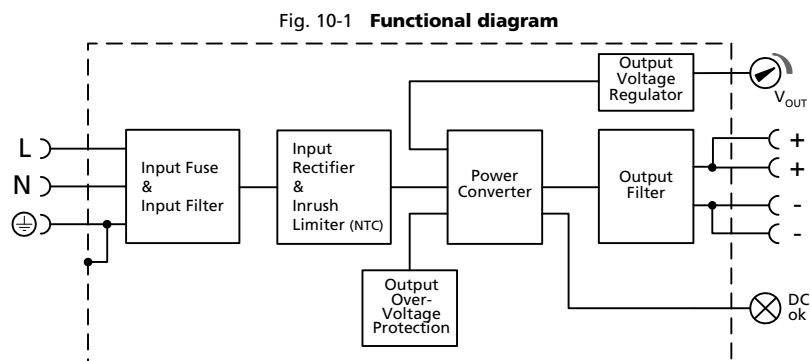 Fig. 10-1 Functional diagram
Output
Voltage
Regulator
VOUT
L
N
Input Fuse
&
Input Filter
Input
Rectifier
&
Inrush
Limiter (NTC)
Power
Converter
Output
Filter
+
+
-
-
Output
Over-
Voltage
Protection
DC
ok